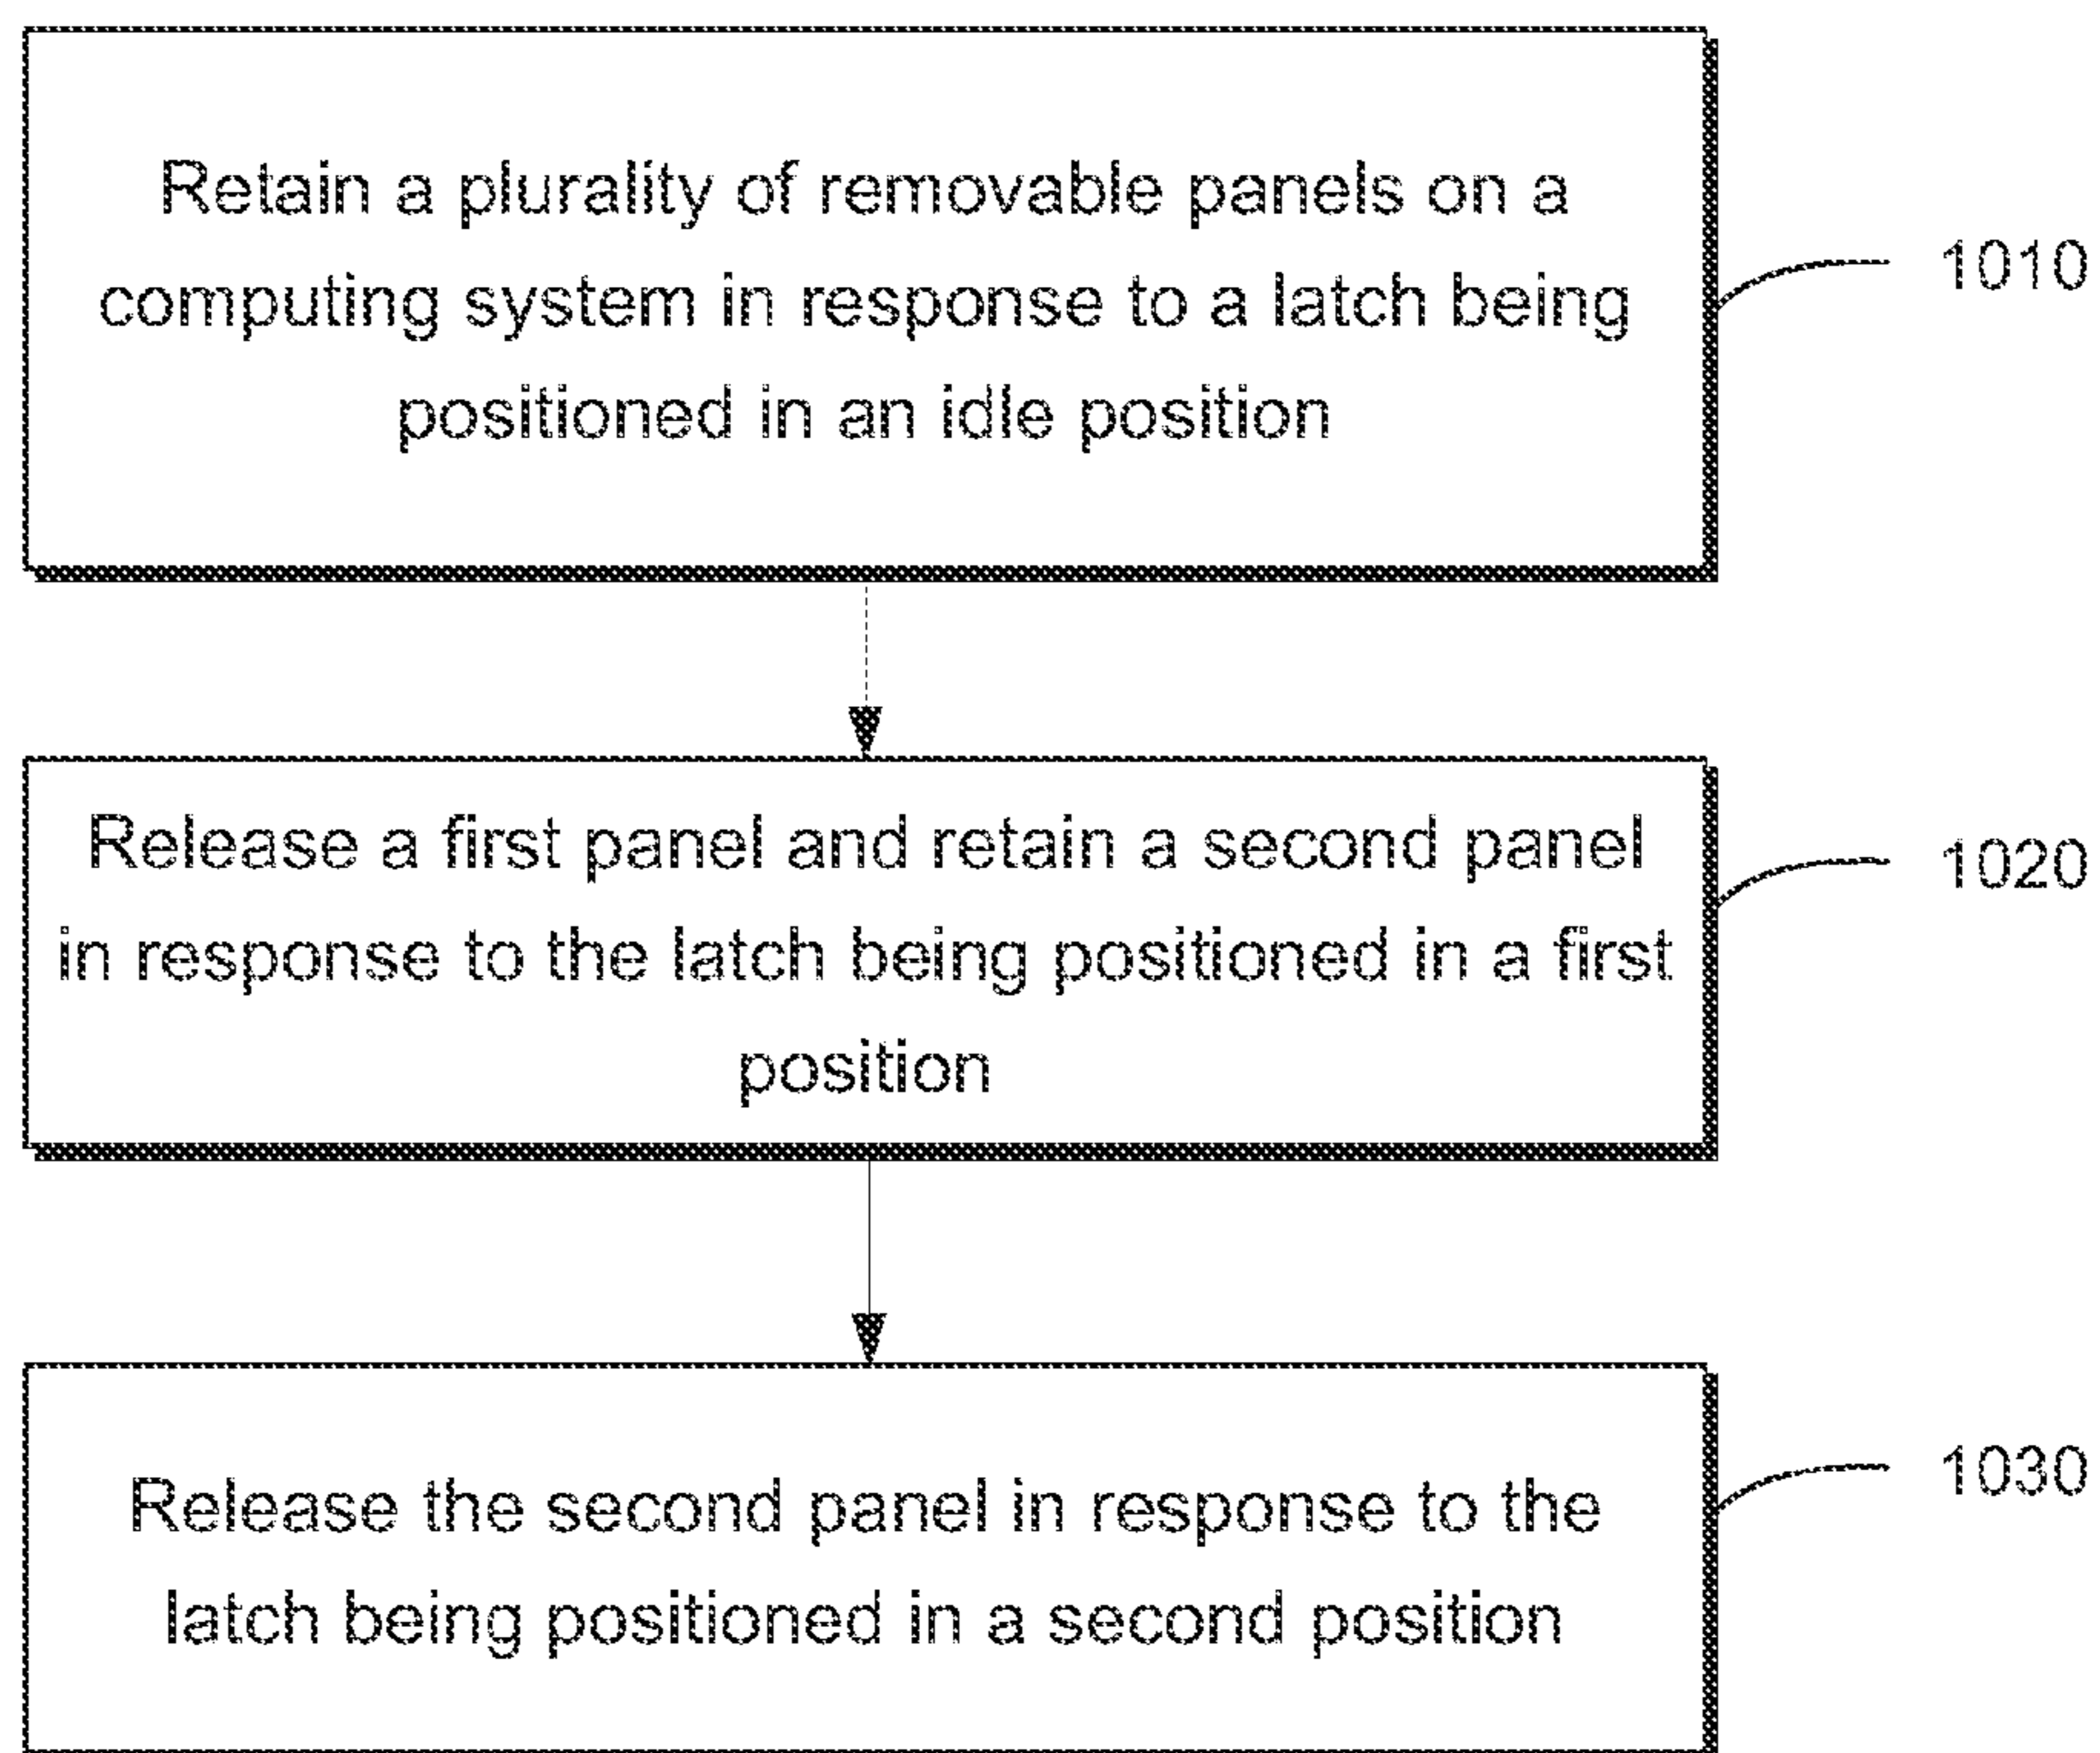 Retain a plurality of removable panels on a
computing system in response to a latch being
positioned in an idle position
1010
Release a first panel and retain a second panel
in response to the latch being positioned in a first
position
1020
Release the second panel in response to the
latch being positioned in a second position
1030